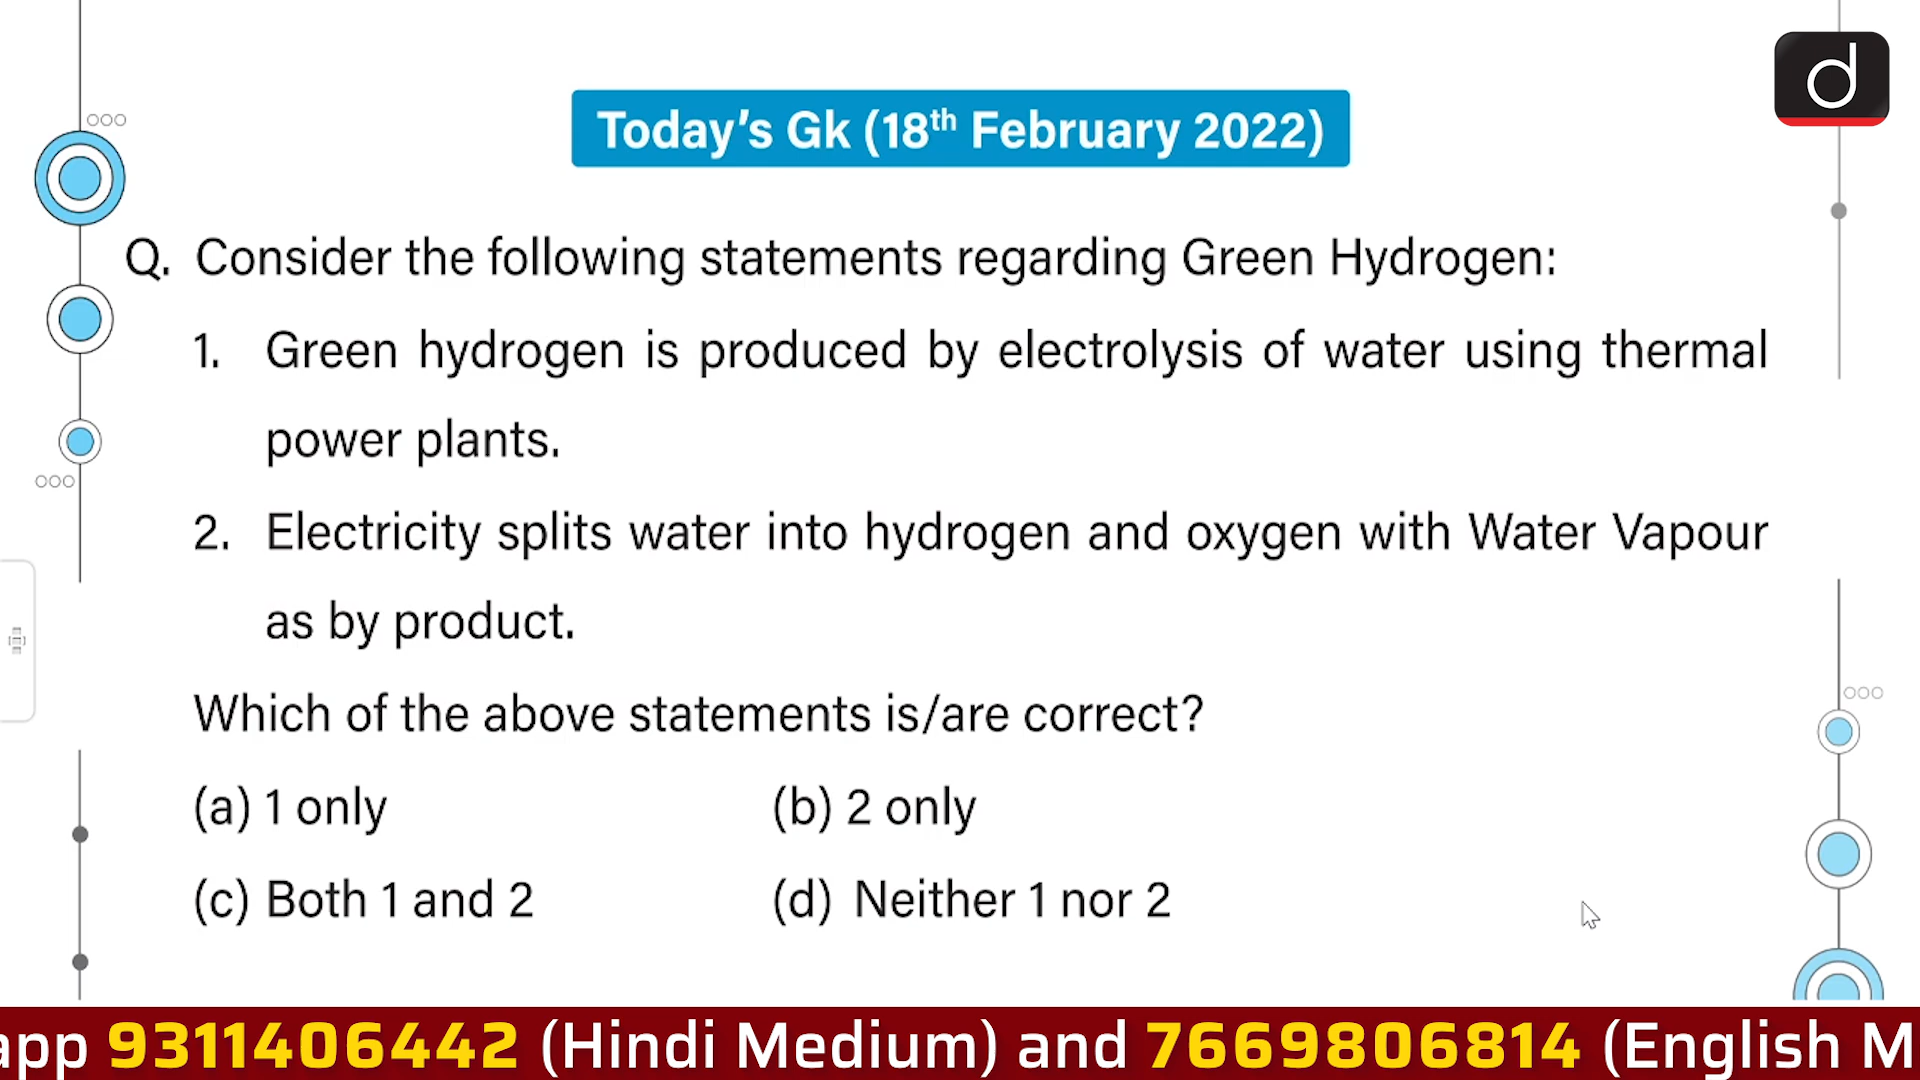 d
Today's Gk (18th February 2022)
Q. Consider the following statements regarding Green Hydrogen:
1. Green hydrogen is produced by electrolysis of water using thermal
power plants.
2. Electricity splits water into hydrogen and oxygen with Water Vapour
as by product.
Which of the above statements is/are correct?
(a) 1 only (b) 2 only
(c) Both 1 and 2 (d) Neither 1 nor 2
app 9311406442 (Hindi Medium) and 7669806814 (English M